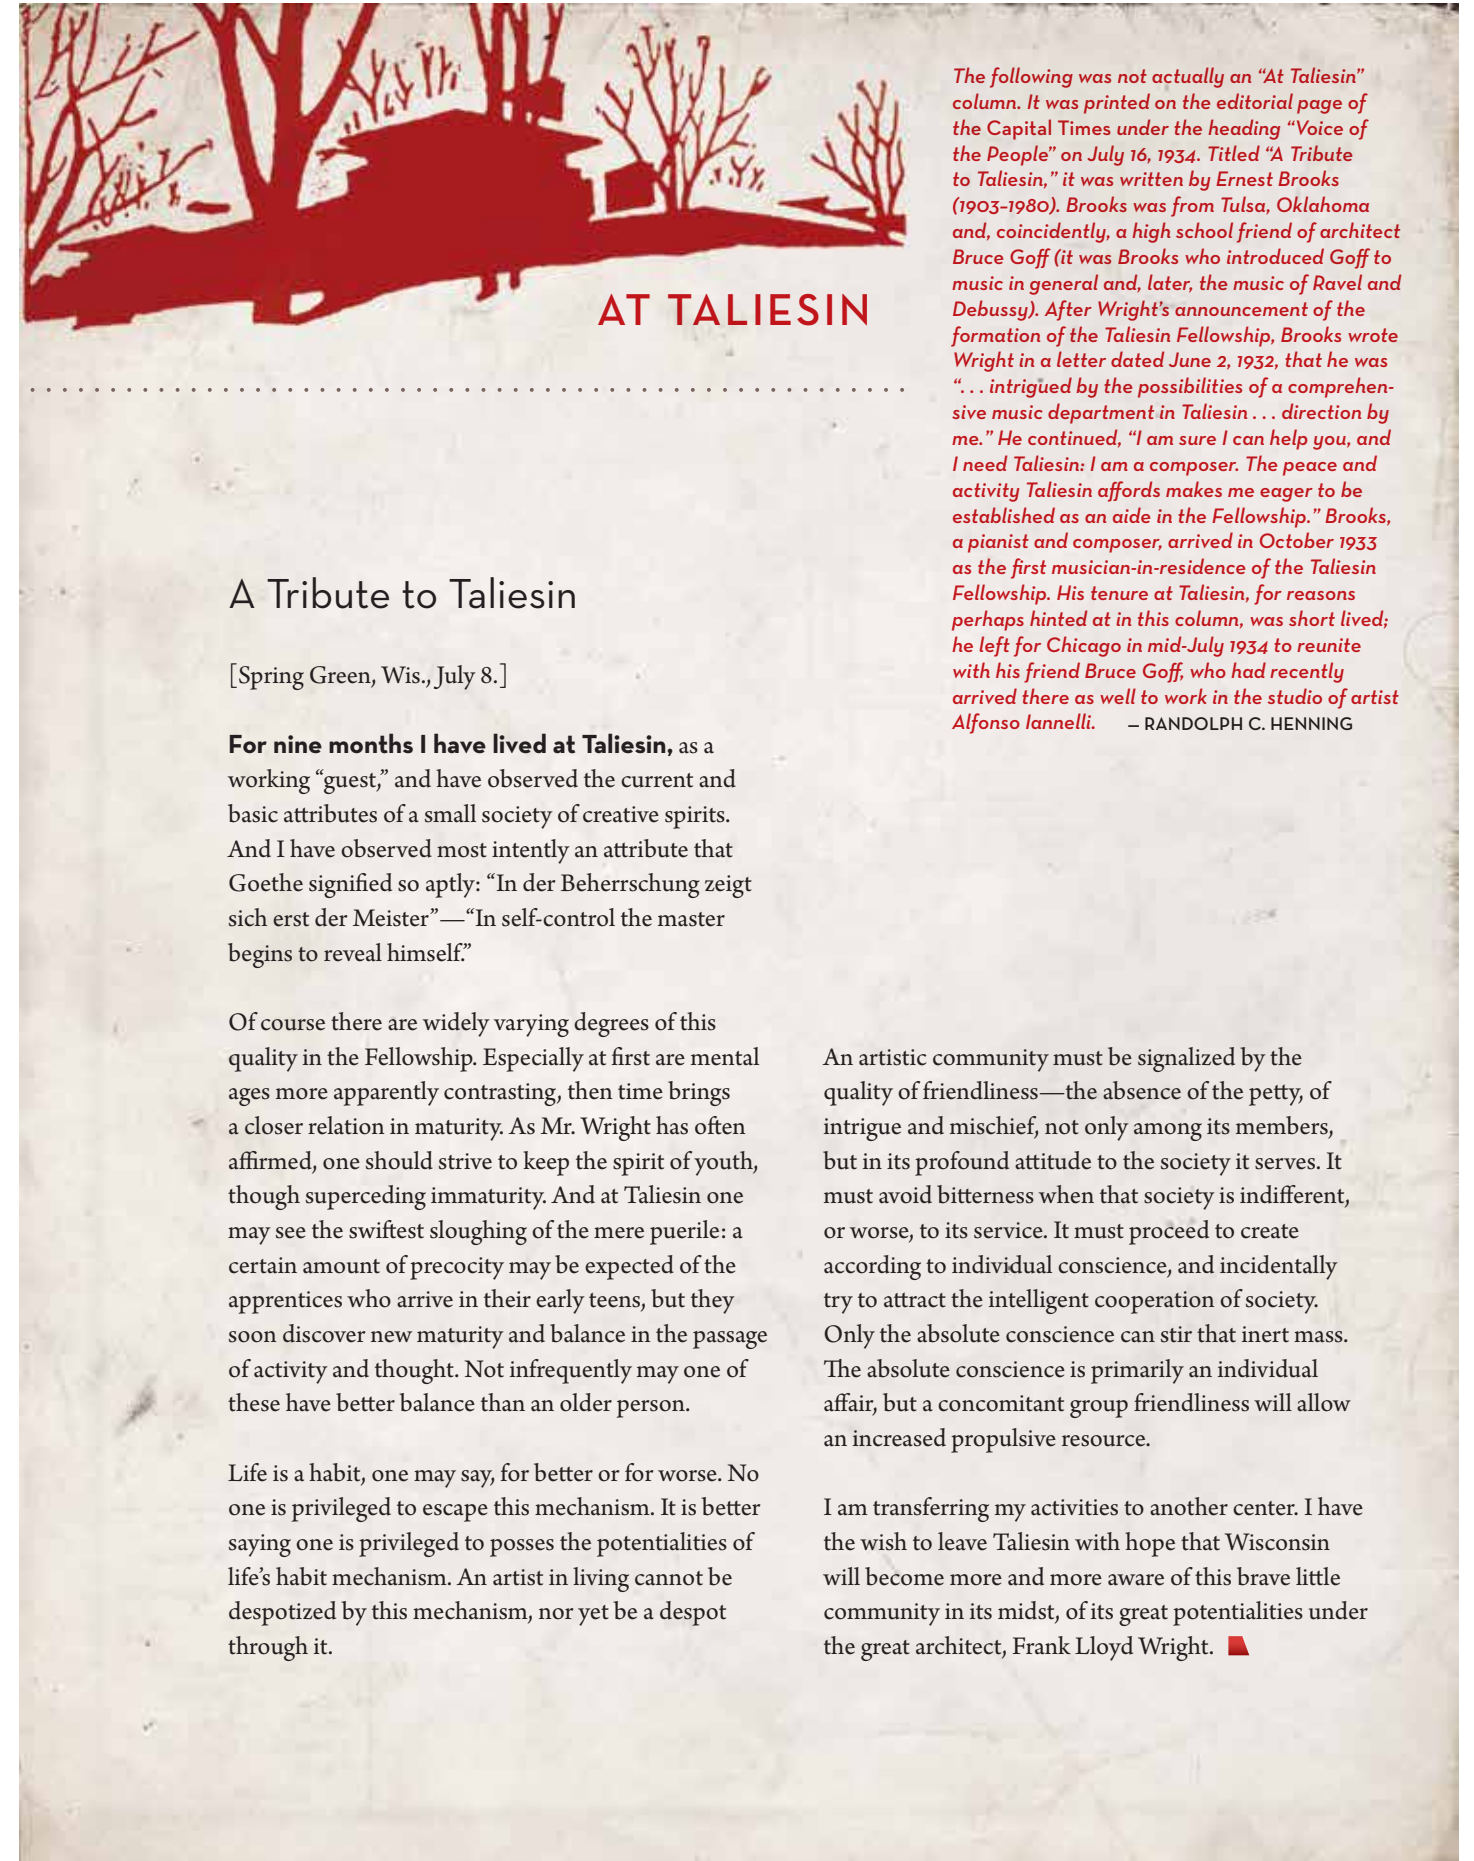 AT TALIESIN
The following was not actually an “At Taliesin”
column. It was printed on the editorial page of
the Capital Times under the heading “Voice of
the People” on July 16, 1934. Titled “A Tribute
to Taliesin,” it was written by Ernest Brooks
(1903–1980). Brooks was from Tulsa, Oklahoma
and, coincidently, a high school friend of architect
Bruce Goff (it was Brooks who introduced Goff to
music in general and, later, the music of Ravel and
Debussy). After Wright’s announcement of the
formation of the Taliesin Fellowship, Brooks wrote
Wright in a letter dated June 2, 1932, that he was
“. . . intrigued by the possibilities of a comprehen-
sive music department in Taliesin . . . direction by
me.” He continued, “I am sure I can help you, and
I need Taliesin: I am a composer. The peace and
activity Taliesin affords makes me eager to be
established as an aide in the Fellowship.” Brooks,
a pianist and composer, arrived in October 1933
as the first musician-in-residence of the Taliesin
Fellowship. His tenure at Taliesin, for reasons
perhaps hinted at in this column, was short lived;
he left for Chicago in mid-July 1934 to reunite
with his friend Bruce Goff, who had recently
arrived there as well to work in the studio of artist
Alfonso Iannelli. – RANDOLPH C. HENNING
A Tribute to Taliesin
[Spring Green, Wis., July 8.]
For nine months I have lived at Taliesin, as a
working “guest,” and have observed the current and
basic attributes of a small society of creative spirits.
And I have observed most intently an attribute that
Goethe signified so aptly: “In der Beherrschung zeigt
sich erst der Meister”—“In self-control the master
begins to reveal himself.”
Of course there are widely varying degrees of this
quality in the Fellowship. Especially at first are mental
ages more apparently contrasting, then time brings
a closer relation in maturity. As Mr. Wright has often
affirmed, one should strive to keep the spirit of youth,
though superceding immaturity. And at Taliesin one
may see the swiftest sloughing of the mere puerile: a
certain amount of precocity may be expected of the
apprentices who arrive in their early teens, but they
soon discover new maturity and balance in the passage
of activity and thought. Not infrequently may one of
these have better balance than an older person.
Life is a habit, one may say, for better or for worse. No
one is privileged to escape this mechanism. It is better
saying one is privileged to posses the potentialities of
life’s habit mechanism. An artist in living cannot be
despotized by this mechanism, nor yet be a despot
through it.
An artistic community must be signalized by the
quality of friendliness—the absence of the petty, of
intrigue and mischief, not only among its members,
but in its profound attitude to the society it serves. It
must avoid bitterness when that society is indifferent,
or worse, to its service. It must proceed to create
according to individual conscience, and incidentally
try to attract the intelligent cooperation of society.
Only the absolute conscience can stir that inert mass.
The absolute conscience is primarily an individual
affair, but a concomitant group friendliness will allow
an increased propulsive resource.
I am transferring my activities to another center. I have
the wish to leave Taliesin with hope that Wisconsin
will become more and more aware of this brave little
community in its midst, of its great potentialities under
the great architect, Frank Lloyd Wright.